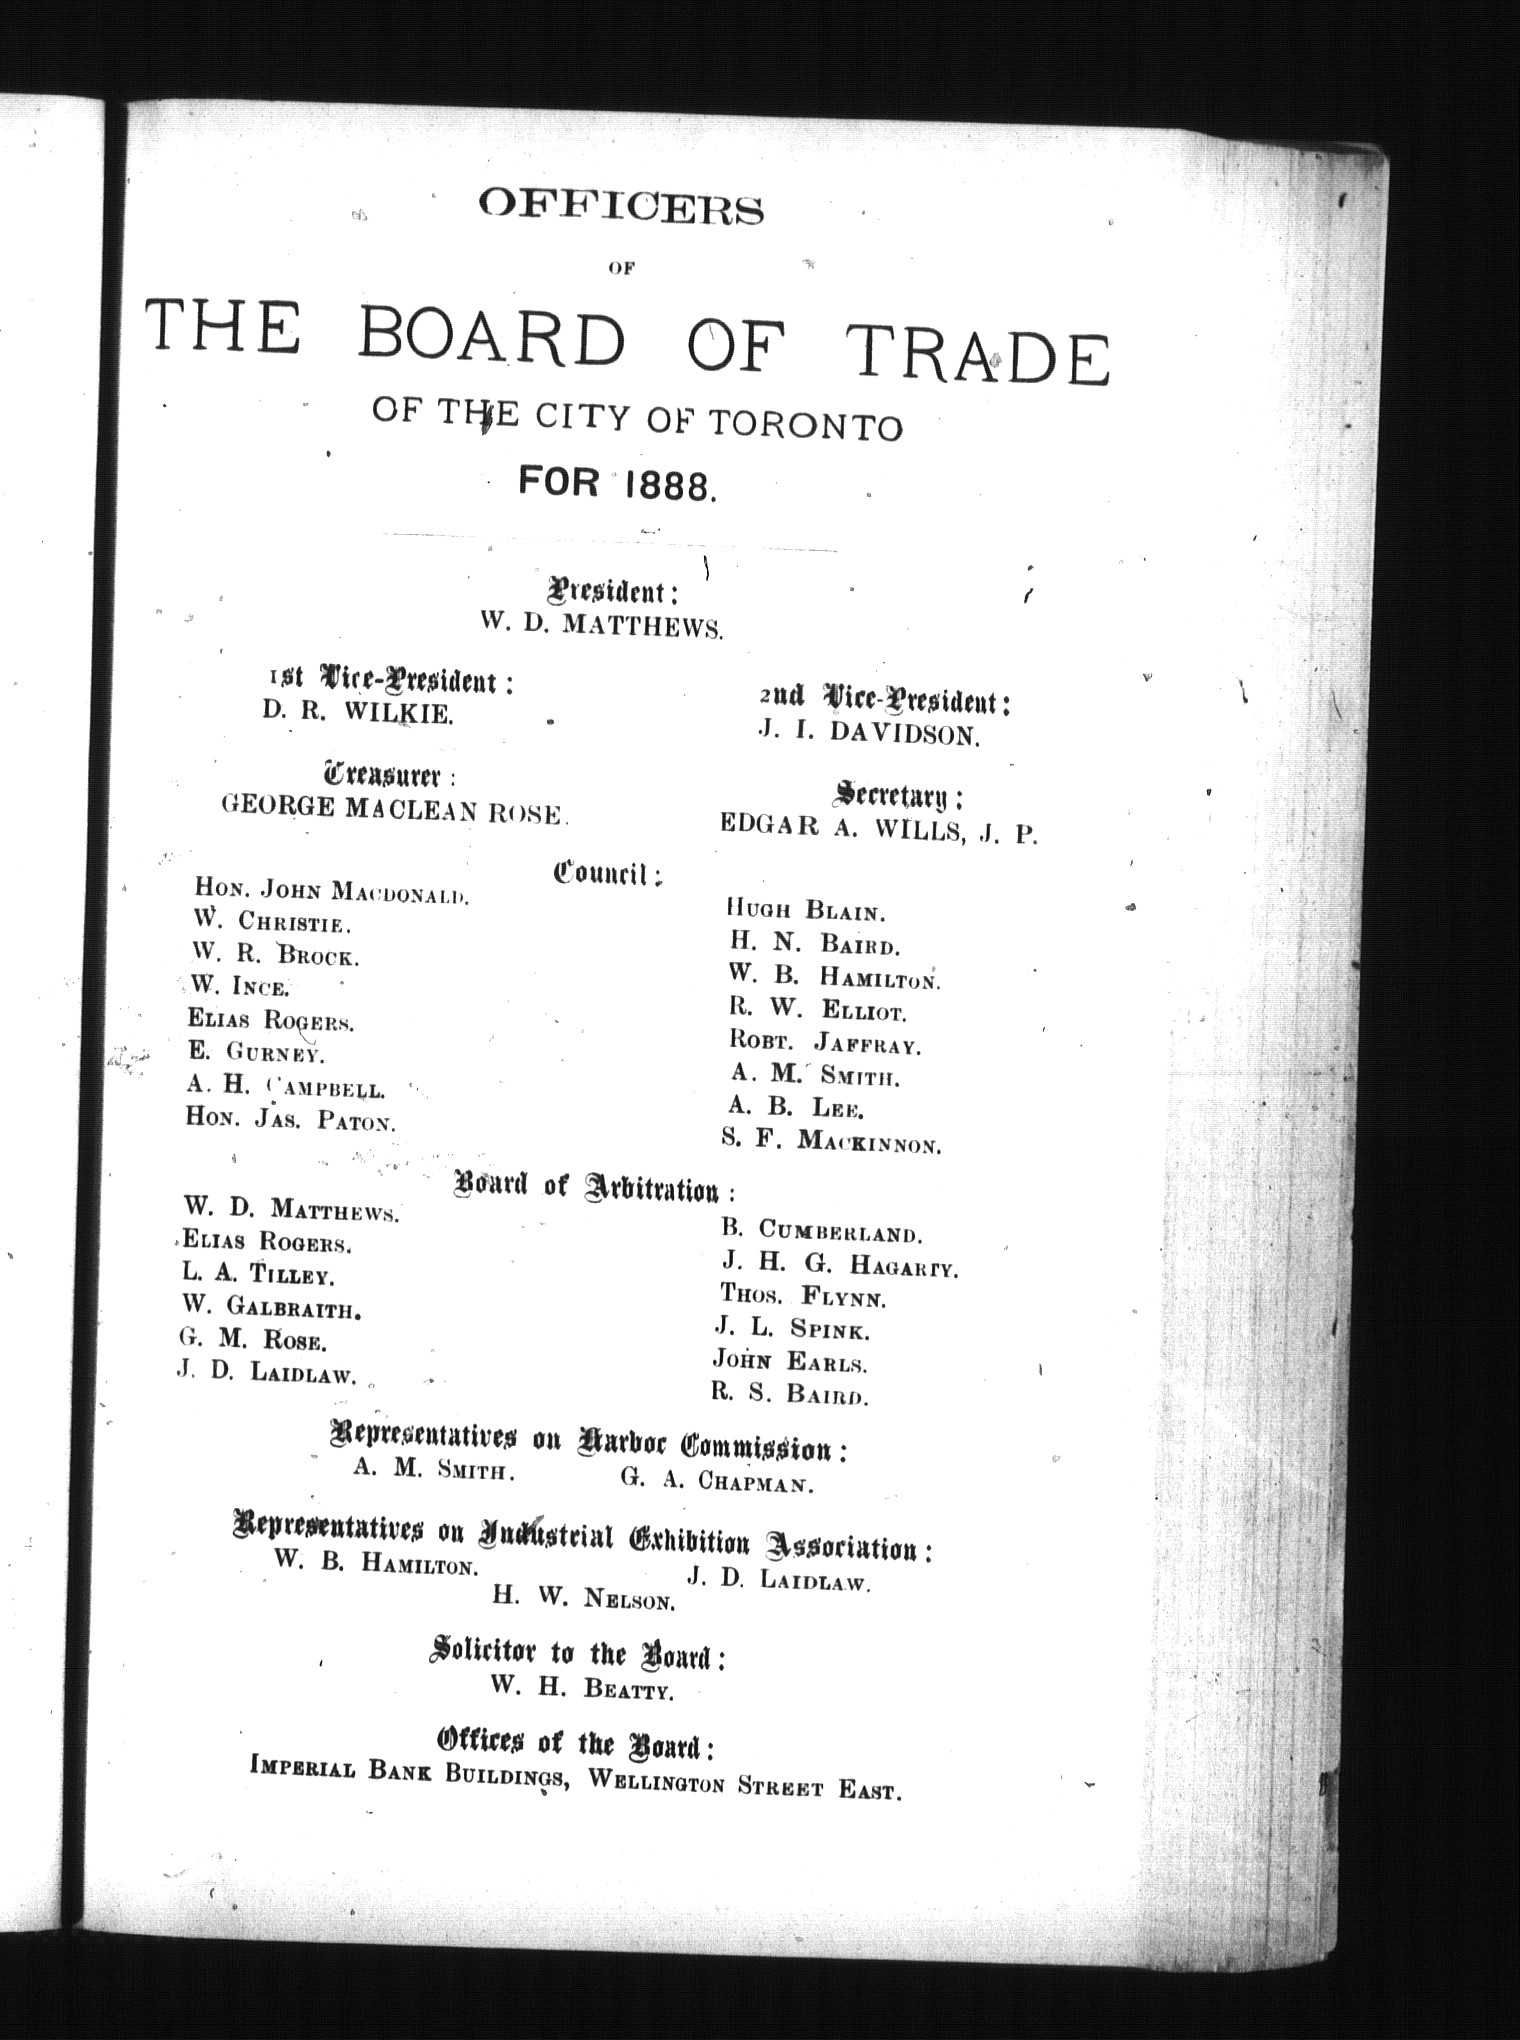 OFFICERS
OF
THE BOARD OF TRADE
OF THE CITY OF TORONTO
FOR 1888.
President:
W. D. MATTHEWS.
1st Vice-President:
D. R. WILKIE.
2nd Vice-President:
J. I. DAVIDSON.
Treasurer:
GEORGE MACLEAN ROSE.
Secretary:
EDGAR A. WILLS, J. P.
Council:
HON. JOHN MACDONALD.
W. CHRISTIE.
W. R. BROCK.
W. INCE.
ELIAS ROGERS.
E. GURNEY.
A. H. CAMPBELL.
HON. JAS. PATON.
HUGH BLAIN.
H. N. BAIRD.
W. B. HAMILTON.
R. W. ELLIOT.
ROBT. JAFFRAY.
A. M. SMITH.
A. B. LEE.
S. F. MACKINNON.
Board of Arbitration:
W. D. MATTHEWS.
ELIAS ROGERS.
L. A. TILLEY.
W. GALBRAITH.
G. M. ROSE.
J. D. LAIDLAW.
B. CUMBERLAND.
J. H. G. HAGARTY.
THOS. FLYNN.
J. L. SPINK.
JOHN EARLS.
R. S. BAIRD.
Representatives on Harbor Commission:
A. M. SMITH. G. A. CHAPMAN.
Representatives on Industrial Exhibition Association:
W. B. HAMILTON. J. D. LAIDLAW.
H. W. NELSON.
Solicitor to the Board:
W. H. BEATTY.
Offices of the Board:
IMPERIAL BANK BUILDINGS, WELLINGTON STREET EAST.